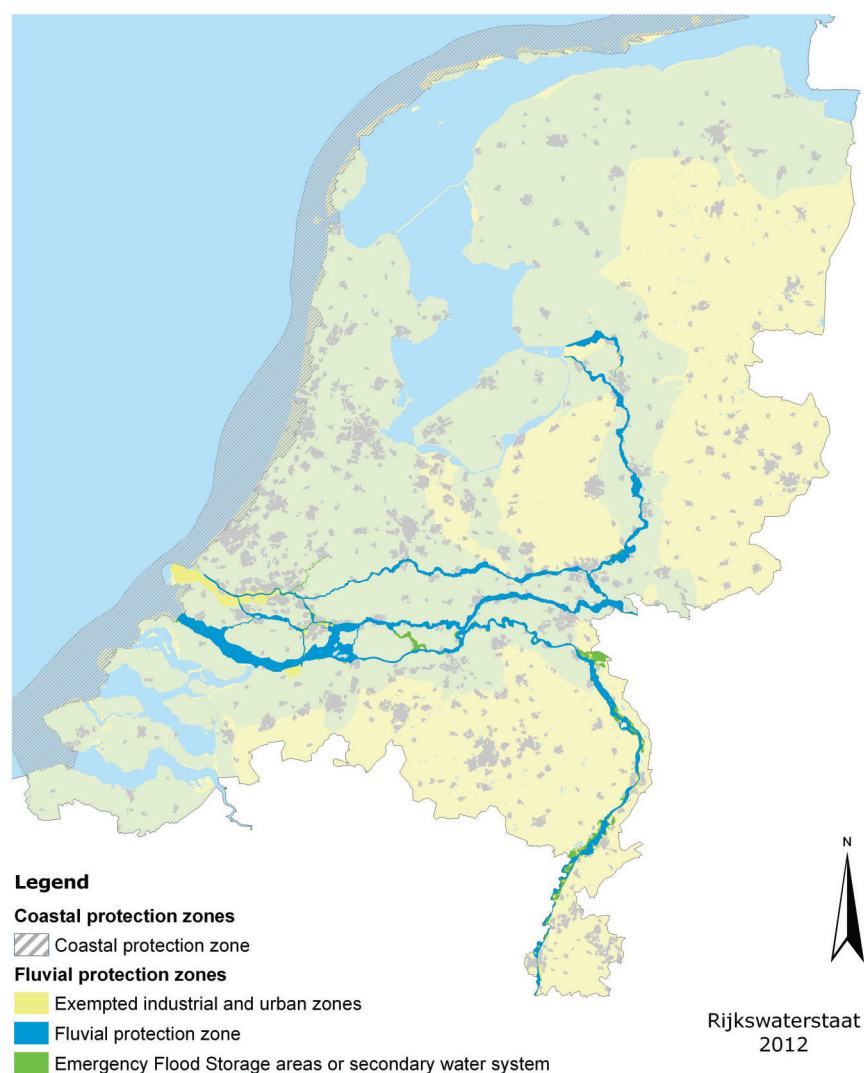 N
Legend
Coastal protection zones
Coastal protection zone
Fluvial protection zones
Exempted industrial and urban zones
Fluvial protection zone
Emergency Flood Storage areas or secondary water system
Rijkswaterstaat
2012